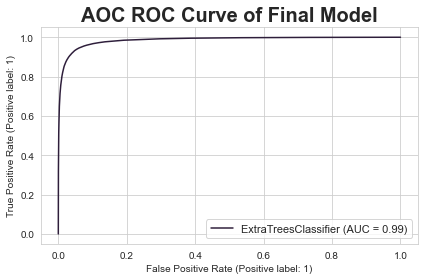 AOC ROC Curve of Final Model
True Positive Rate (Positive label: 1)
1.0
0.8
0.6
0.4
0.2
0.0
ExtraTreesClassifier (AUC = 0.99)
0.0 0.2 0.4 0.6 0.8 1.0
False Positive Rate (Positive label: 1)